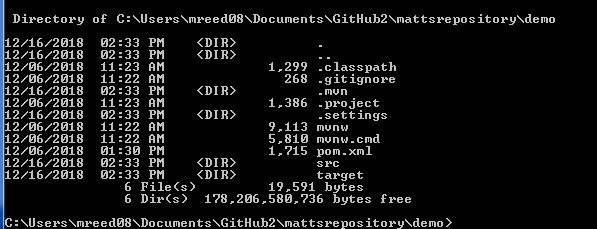 Directory of C:\Users\mreed08\Documents\GitHub2\mattsrepository\demo
12/16/2018  02:33 PM    <DIR>          .
12/16/2018  02:33 PM    <DIR>          ..
12/06/2018  11:23 AM             1,299 .classpath
12/06/2018  11:22 AM               268 .gitignore
12/16/2018  02:33 PM    <DIR>          .mvn
12/06/2018  11:23 AM             1,386 .project
12/16/2018  02:33 PM    <DIR>          .settings
12/06/2018  11:22 AM             9,113 mvnw
12/06/2018  11:22 AM             5,810 mvnw.cmd
12/06/2018  01:30 PM             1,715 pom.xml
12/16/2018  02:33 PM    <DIR>          src
12/16/2018  02:33 PM    <DIR>          target
6 File(s)         19,591 bytes
6 Dir(s)  178,206,580,736 bytes free
C:\Users\mreed08\Documents\GitHub2\mattsrepository\demo>